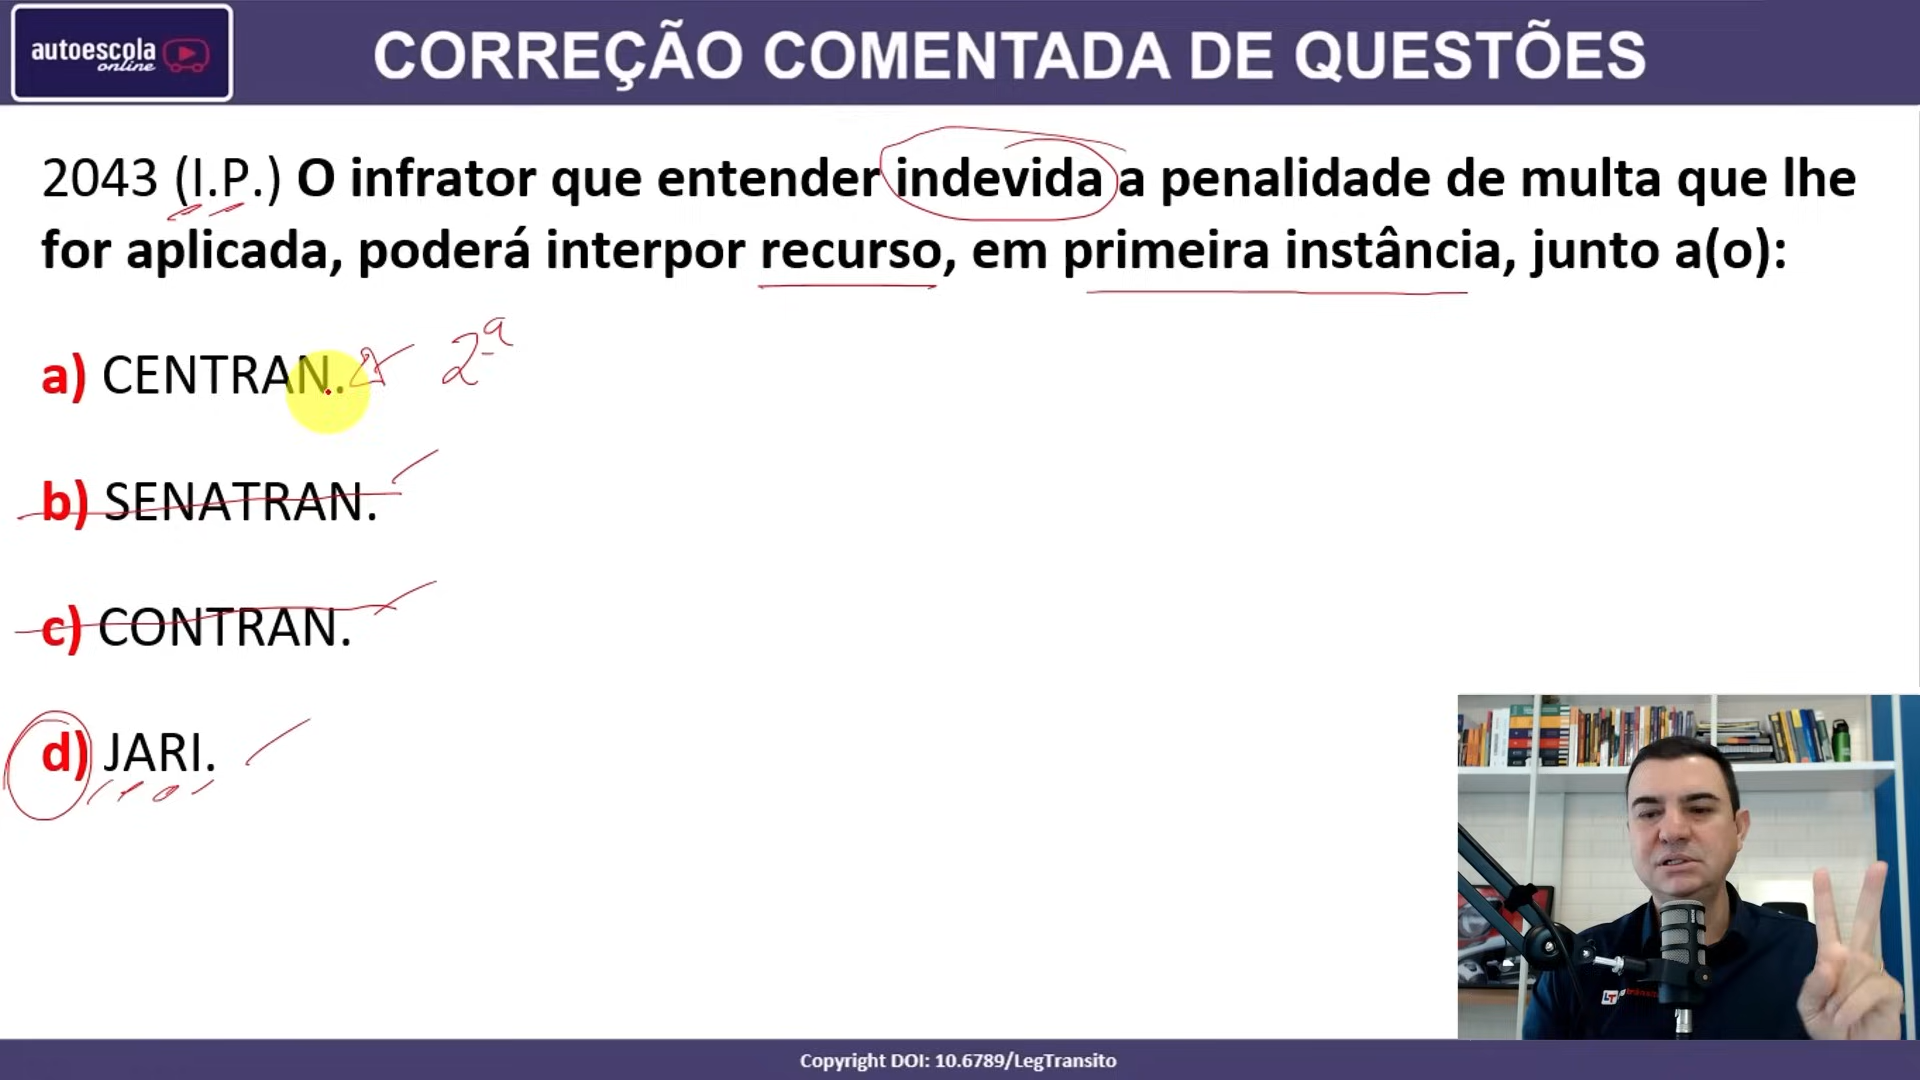 autoescola
online
CORREÇÃO COMENTADA DE QUESTÕES
2043 (I.P.) O infrator que entender indevida a penalidade de multa que lhe
for aplicada, poderá interpor recurso, em primeira instância, junto a(o):
a) CENTRAN. 2ª
b) SENATRAN.
c) CONTRAN.
d) JARI.
LT
Copyright DOI: 10.6789/LegTransito